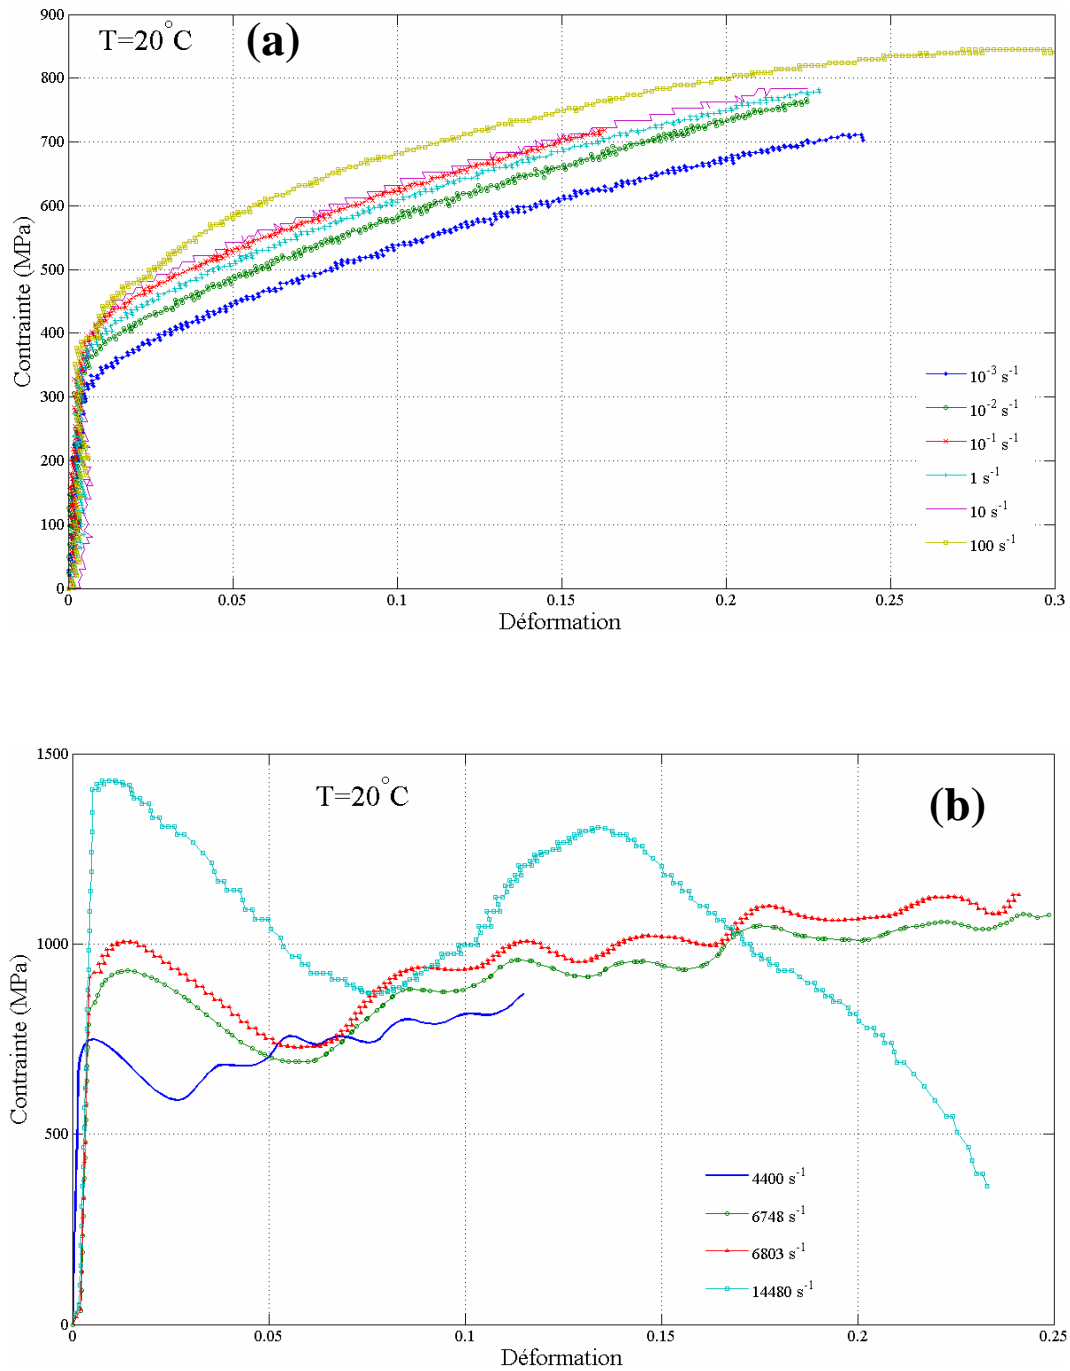 T=20°C (a)
900
800
700
600
500
400
300
200
100
0
Contrainte (MPa)
10⁻³ s⁻¹
10⁻² s⁻¹
10⁻¹ s⁻¹
1 s⁻¹
10 s⁻¹
100 s⁻¹
0 0.05 0.1 0.15 0.2 0.25 0.3
Déformation
1500
1000
500
0
Contrainte (MPa)
T=20°C (b)
4400 s⁻¹
6748 s⁻¹
6803 s⁻¹
14480 s⁻¹
0 0.05 0.1 0.15 0.2 0.25
Déformation